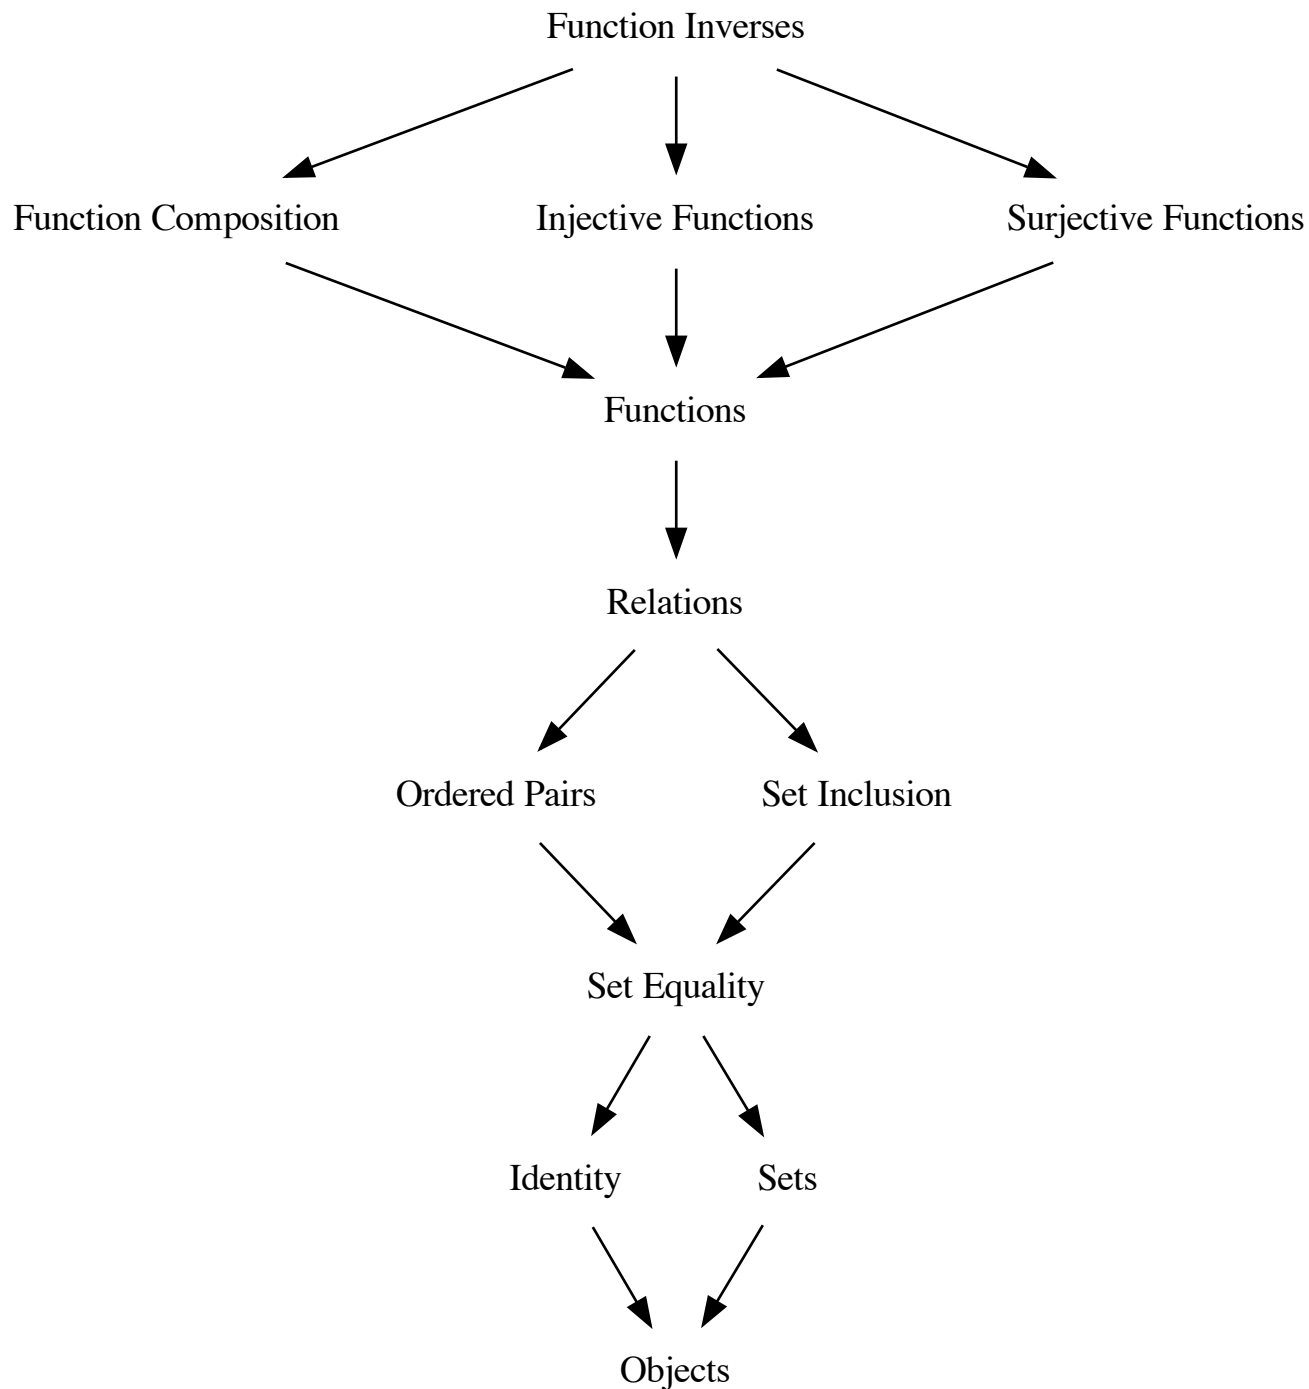 Function Inverses
Function Composition
Injective Functions
Surjective Functions
Functions
Relations
Ordered Pairs
Set Inclusion
Set Equality
Identity
Sets
Objects